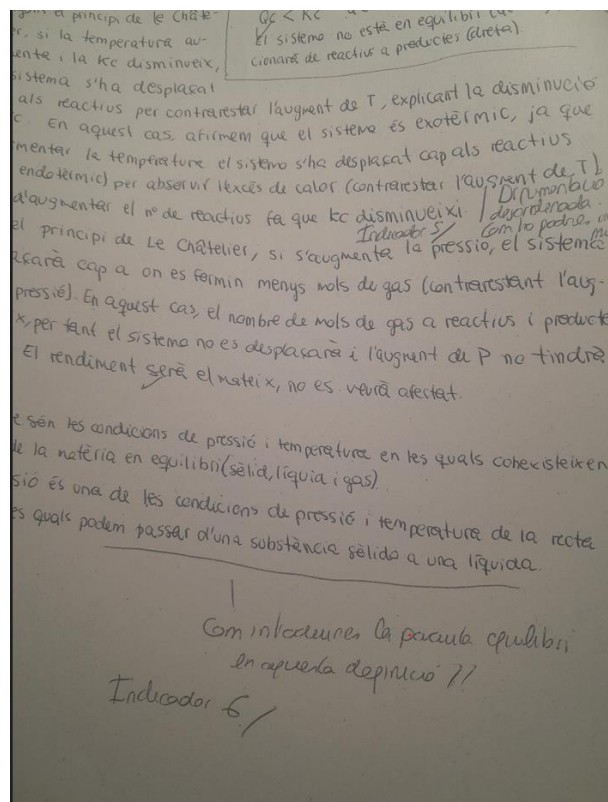 el principi de le Châte-
r, si la temperatura au-
menta i la Kc disminueix,
sistema s'ha desplaçat
Qc < Kc
El sistema no està en equilibri
cionarà de reactius a productes (dreta)
als reactius per contrarestar l'augment de T, explicant la disminució
c. En aquest cas, afirmem que el sistema és exotèrmic, ja que
mentar la temperatura el sistema s'ha desplaçat cap als reactius
endotèrmic) per absorvir l'excés de calor (contrarestar l'augment de T)
d'augmentar el nº de reactius fa que Kc disminueixi.
desordenada.
Indicador 5 / Com ho podries
el principi de Le Châtelier, si s'augmenta la pressió, el sistema
açarà cap a on es formin menys mols de gas (contrarestant l'aug-
pressió). En aquest cas, el nombre de mols de gas a reactius i producte
x, per tant el sistema no es desplaçarà i l'augment de P no tindrà
El rendiment serà el mateix, no es veurà afectat.
e són les condicions de pressió i temperatura en les quals cohexisteixen
de la matèria en equilibri (sòlid, líquia i gas).
sió és una de les condicions de pressió i temperatura de la recta
es quals podem passar d'una substància sòlida a una líquida.
Com introduiries la paraula equilibri
en aquesta definició ??
Indicador 6 /